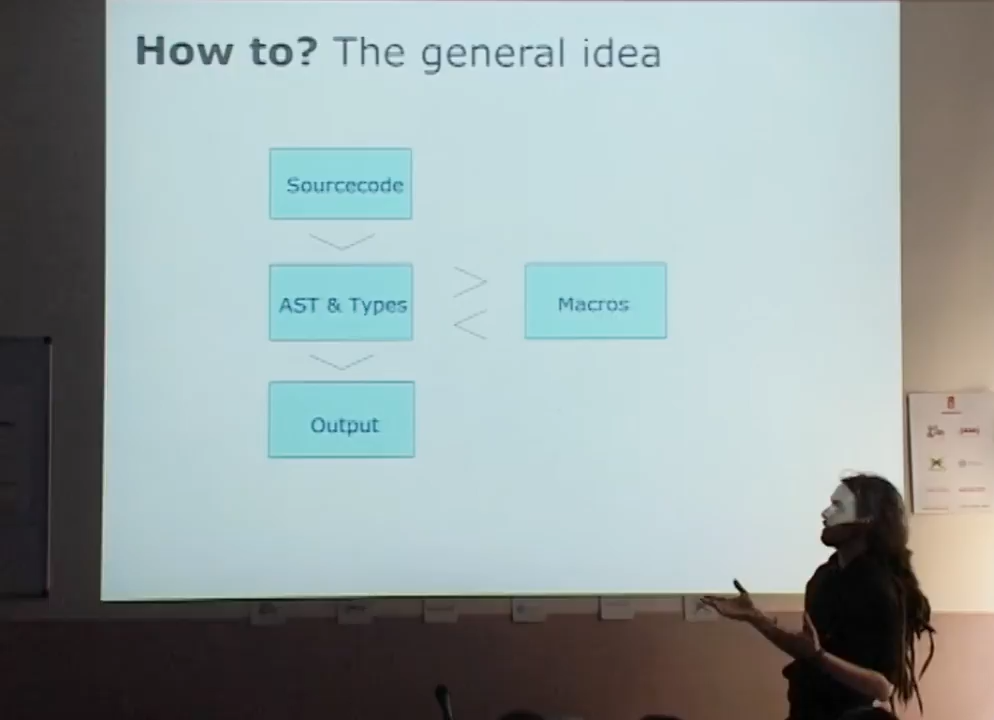 How to? The general idea
Sourcecode
AST & Types
Macros
Output